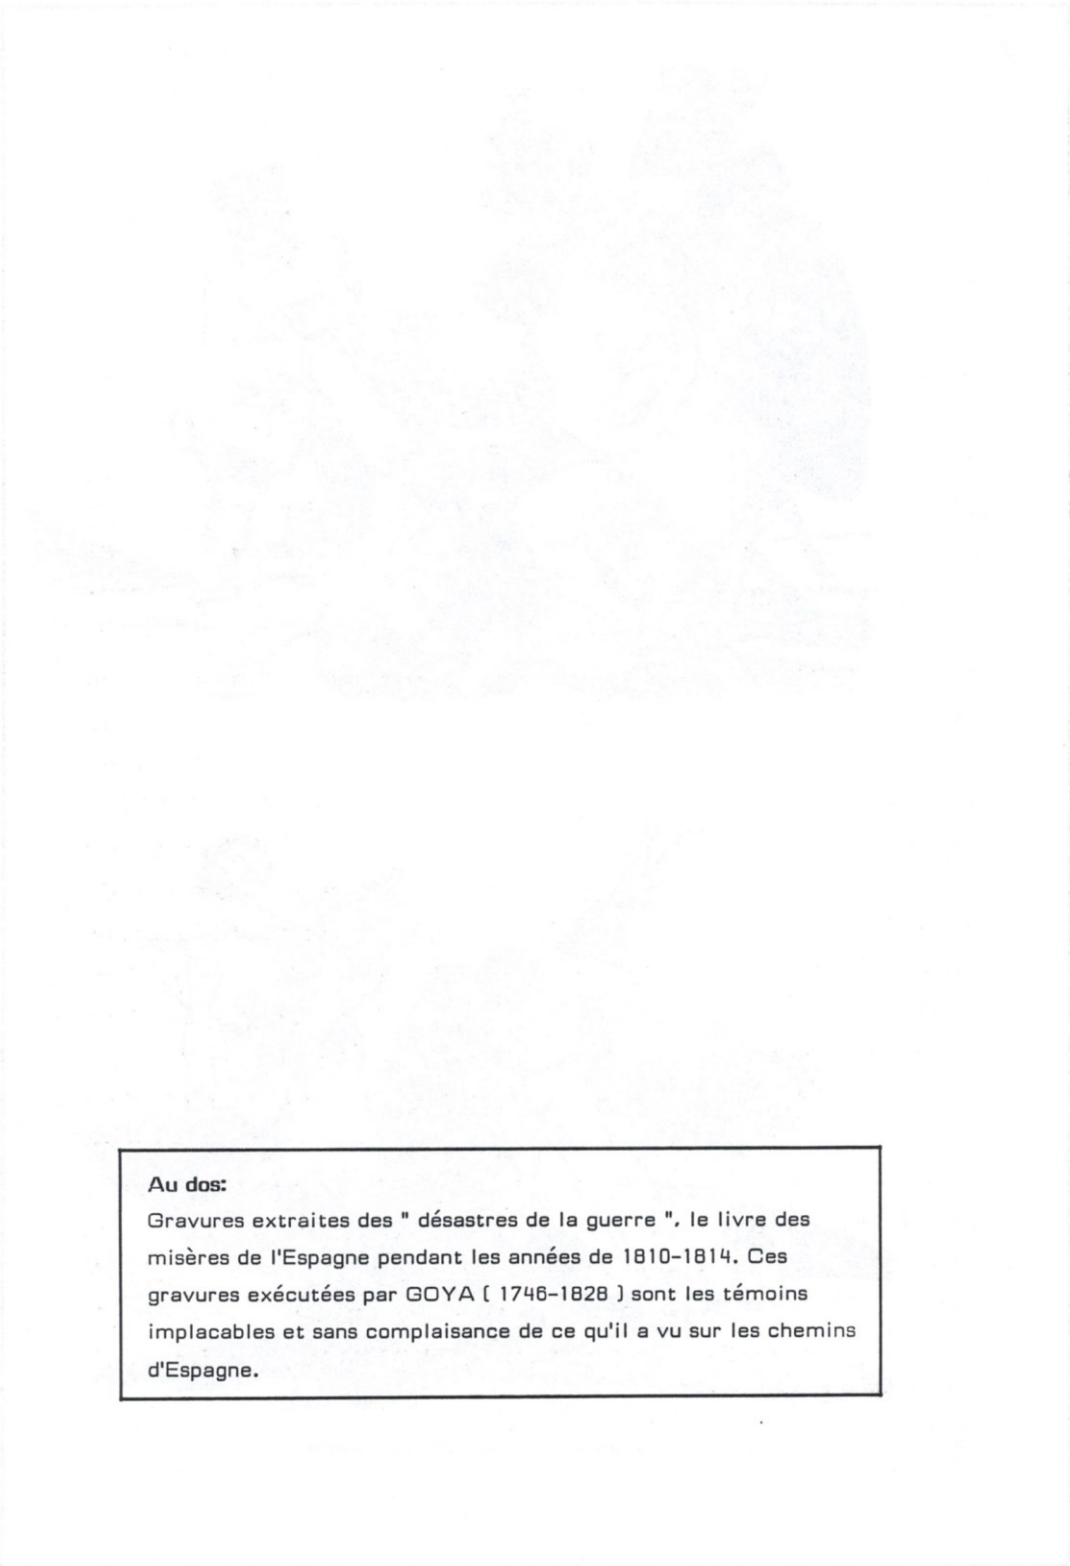 Au dos:
Gravures extraites des " désastres de la guerre ", le livre des
misères de l'Espagne pendant les années de 1810-1814. Ces
gravures exécutées par GOYA ( 1746-1828 ) sont les témoins
implacables et sans complaisance de ce qu'il a vu sur les chemins
d'Espagne.